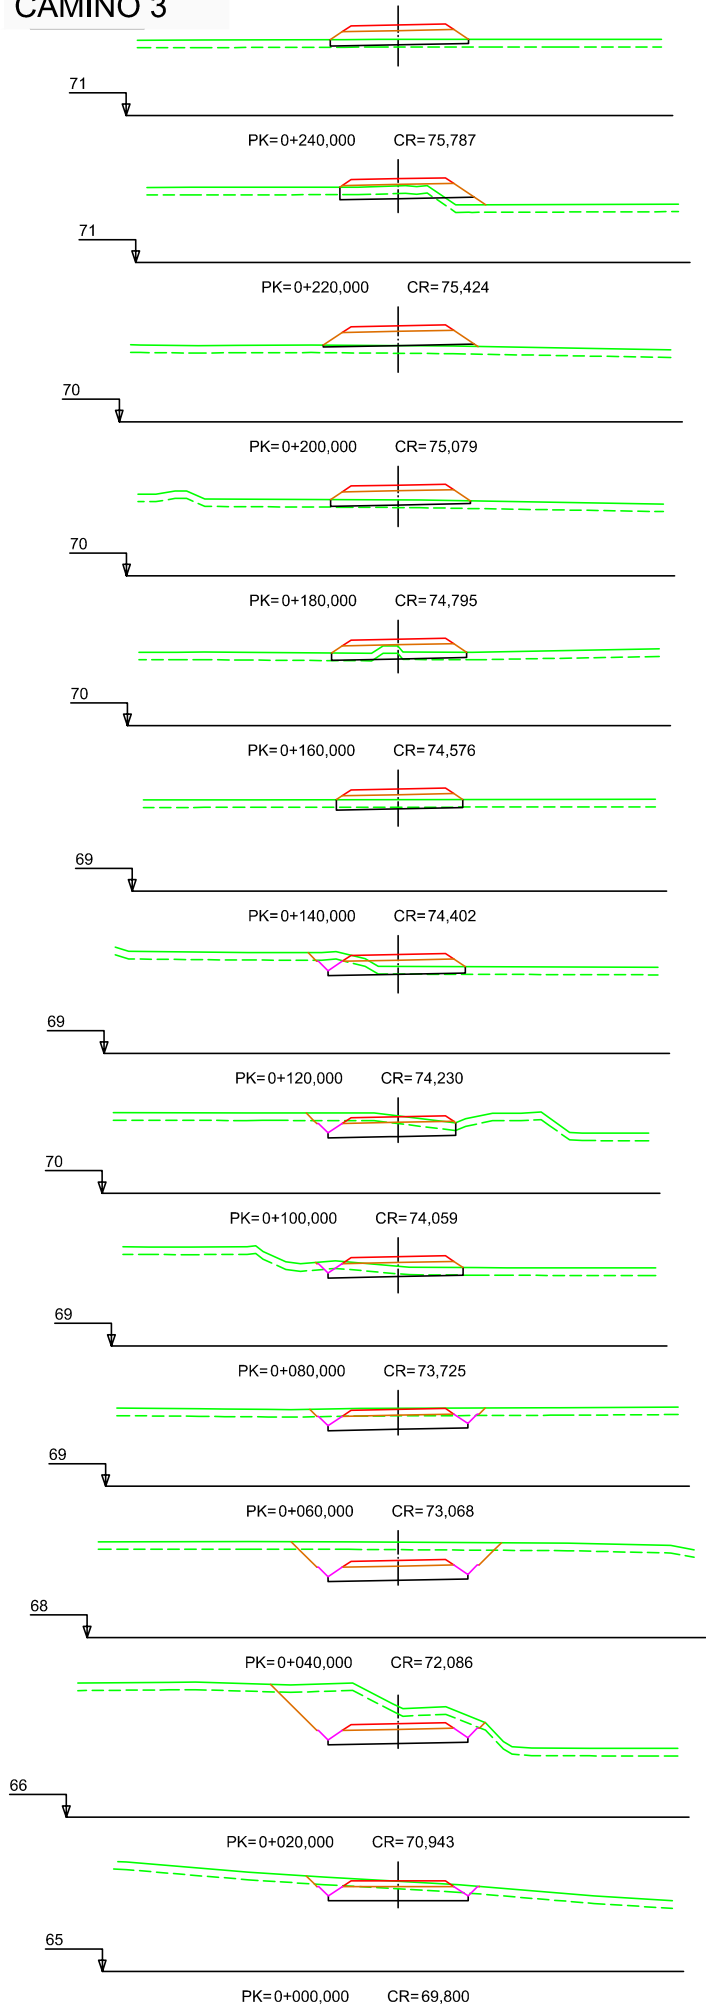 CAMINO 3
71
PK=0+240,000 CR=75,787
71
PK=0+220,000 CR=75,424
70
PK=0+200,000 CR=75,079
70
PK=0+180,000 CR=74,795
70
PK=0+160,000 CR=74,576
69
PK=0+140,000 CR=74,402
69
PK=0+120,000 CR=74,230
70
PK=0+100,000 CR=74,059
69
PK=0+080,000 CR=73,725
69
PK=0+060,000 CR=73,068
68
PK=0+040,000 CR=72,086
66
PK=0+020,000 CR=70,943
65
PK=0+000,000 CR=69,800